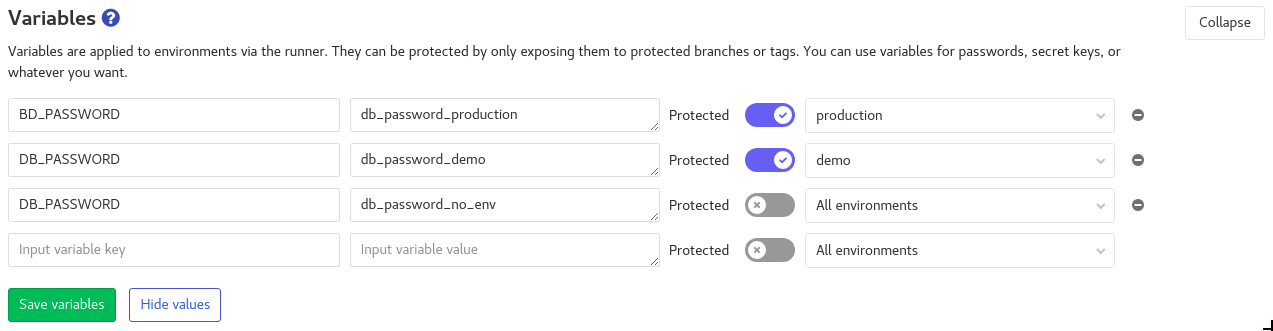 Variables ?
Collapse
Variables are applied to environments via the runner. They can be protected by only exposing them to protected branches or tags. You can use variables for passwords, secret keys, or
whatever you want.
BD_PASSWORD db_password_production Protected production
DB_PASSWORD db_password_demo Protected demo
DB_PASSWORD db_password_no_env Protected All environments
Input variable key Input variable value Protected All environments
Save variables Hide values